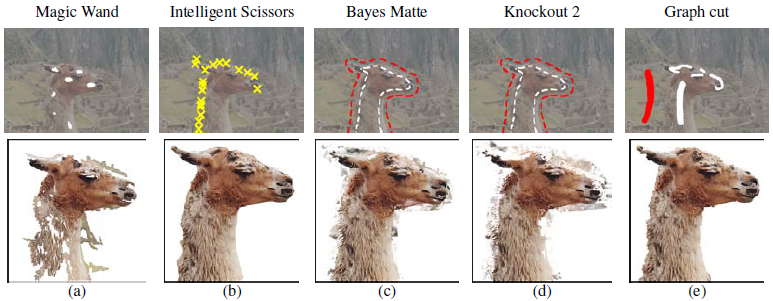 Magic Wand
Intelligent Scissors
Bayes Matte
Knockout 2
Graph cut
(a)
(b)
(c)
(d)
(e)